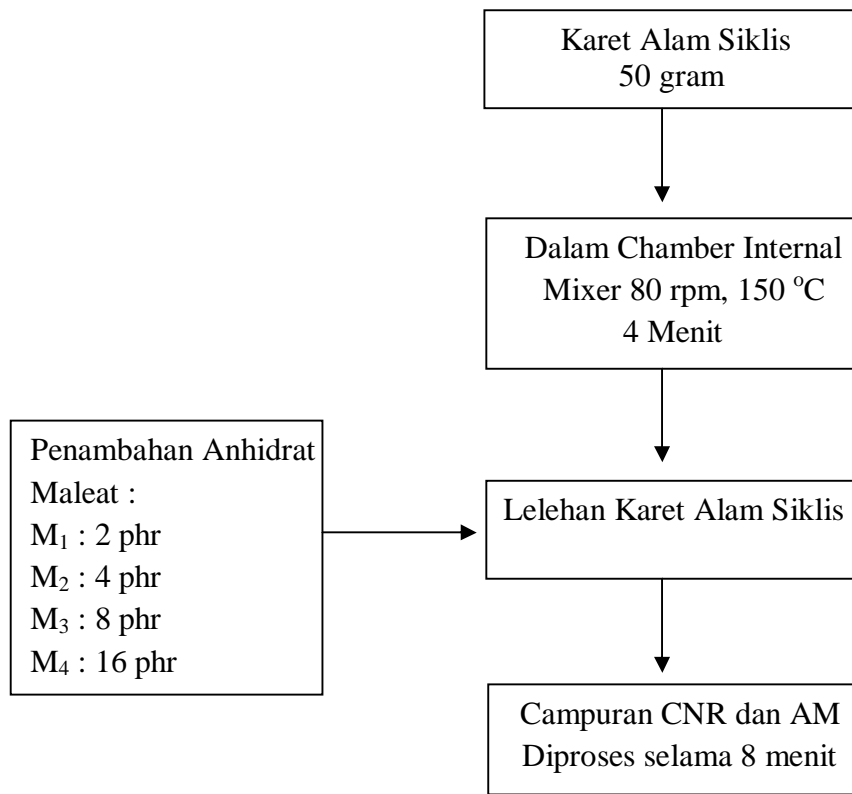 Karet Alam Siklis
50 gram
Dalam Chamber Internal
Mixer 80 rpm, 150 °C
4 Menit
Penambahan Anhidrat
Maleat :
M₁ : 2 phr
M₂ : 4 phr
M₃ : 8 phr
M₄ : 16 phr
Lelehan Karet Alam Siklis
Campuran CNR dan AM
Diproses selama 8 menit